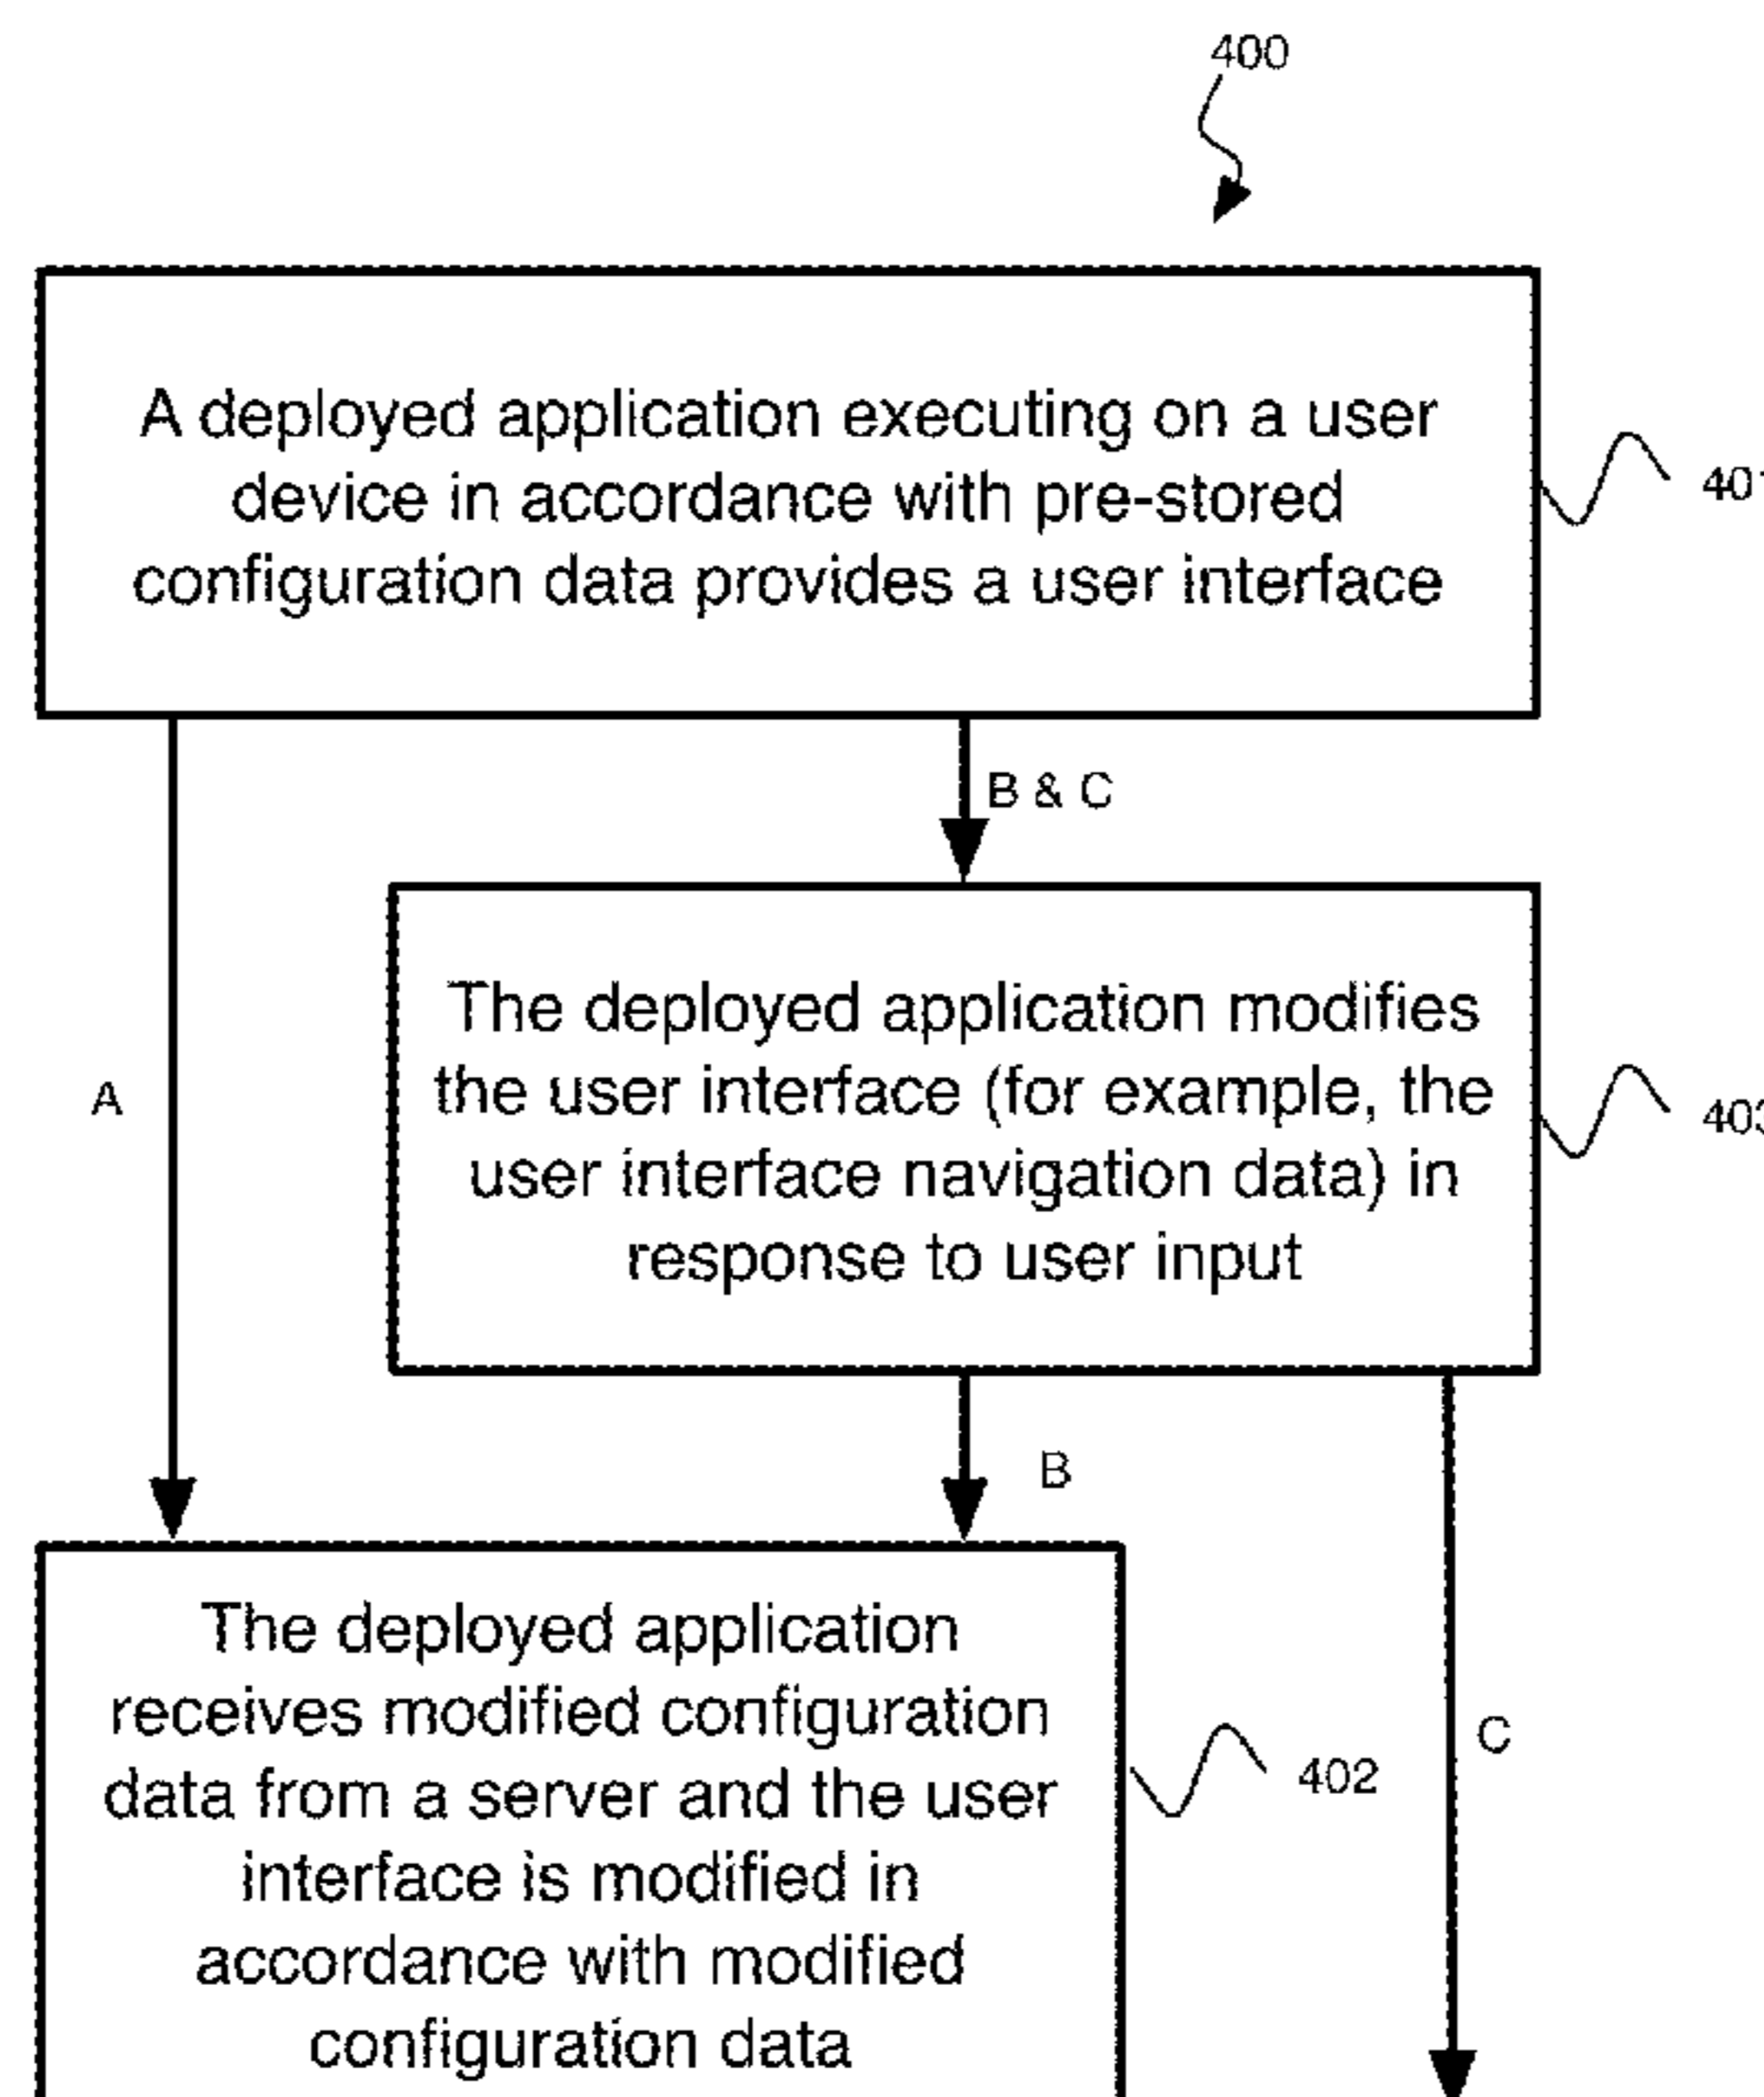 400
A deployed application executing on a user
device in accordance with pre-stored
configuration data provides a user interface
401
B & C
The deployed application modifies
the user interface (for example, the
user interface navigation data) in
response to user input
403
A
B
The deployed application
receives modified configuration
data from a server and the user
interface is modified in
accordance with modified
configuration data
402
C